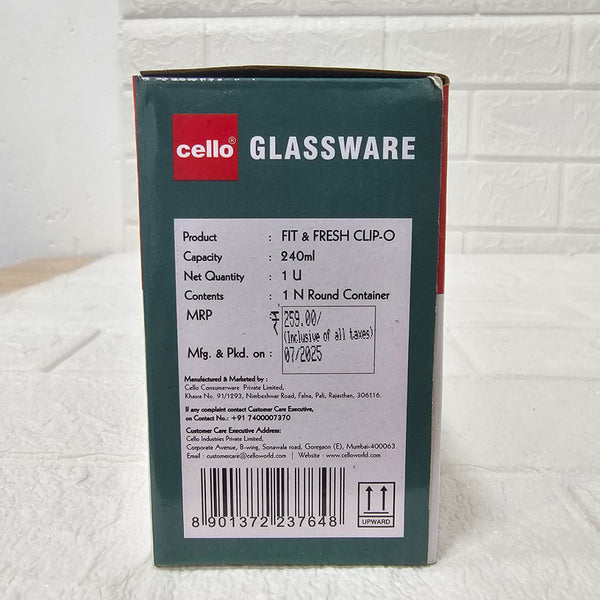 cello® GLASSWARE
Product : FIT & FRESH CLIP-O
Capacity : 240ml
Net Quantity : 1 U
Contents : 1 N Round Container
MRP ₹ 259.00/
(Inclusive of all taxes)
Mfg. & Pkd. on : 07/2025
Manufactured & Marketed by :
Cello Consumerware Private Limited,
Khasra No. 91/1293, Nimbeshwar Road, Falna, Pali, Rajasthan, 306116.
If any complaint contact Customer Care Executive,
on Contact No.: +91 7400007370
Customer Care Executive Address:
Cello Industries Private Limited,
Corporate Avenue, B-wing, Sonawala road, Goregaon (E), Mumbai-400063.
Email : customercare@celloworld.com | Website : www.celloworld.com
8 901372 237648
UPWARD